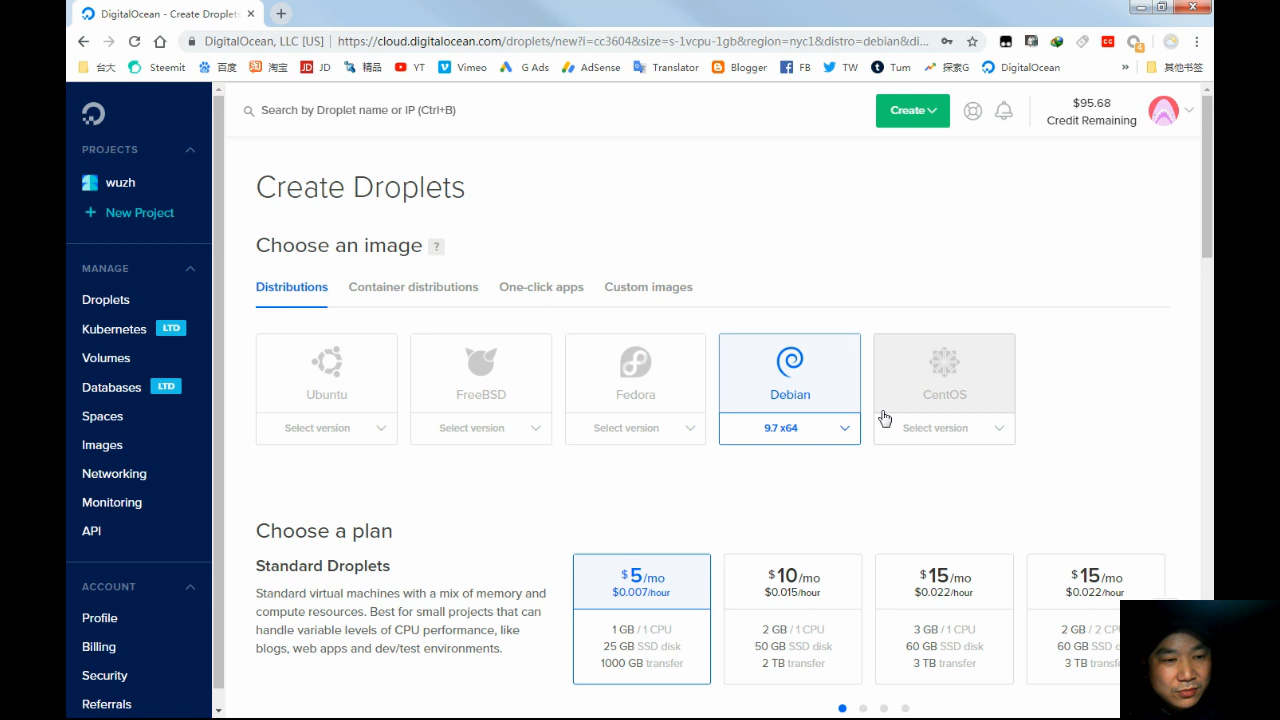 DigitalOcean - Create Droplets
DigitalOcean, LLC [US] | https://cloud.digitalocean.com/droplets/new?i=cc3604&size=s-1vcpu-1gb&region=nyc1&distro=debian&di...
台大 Steemit 百度 淘宝 JD 精品 YT Vimeo G Ads AdSense Translator Blogger FB TW Tum 探索G DigitalOcean » 其他书签
Search by Droplet name or IP (Ctrl+B)
Create
$95.68
Credit Remaining
PROJECTS
wuzh
+ New Project
MANAGE
Droplets
Kubernetes LTD
Volumes
Databases LTD
Spaces
Images
Networking
Monitoring
API
ACCOUNT
Profile
Billing
Security
Referrals
Create Droplets
Choose an image ?
Distributions Container distributions One-click apps Custom images
Ubuntu FreeBSD Fedora Debian CentOS
Select version Select version Select version 9.7 x64 Select version
Choose a plan
Standard Droplets
Standard virtual machines with a mix of memory and
compute resources. Best for small projects that can
handle variable levels of CPU performance, like
blogs, web apps and dev/test environments.
$5/mo $10/mo $15/mo $15/mo
$0.007/hour $0.015/hour $0.022/hour $0.022/hour
1 GB / 1 CPU 2 GB / 1 CPU 3 GB / 1 CPU 2 GB / 2 CPU
25 GB SSD disk 50 GB SSD disk 60 GB SSD disk 60 GB SSD
1000 GB transfer 2 TB transfer 3 TB transfer 3 TB